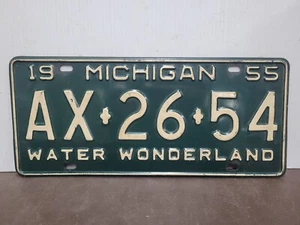 19 MICHIGAN 55
AX 26 54
WATER WONDERLAND